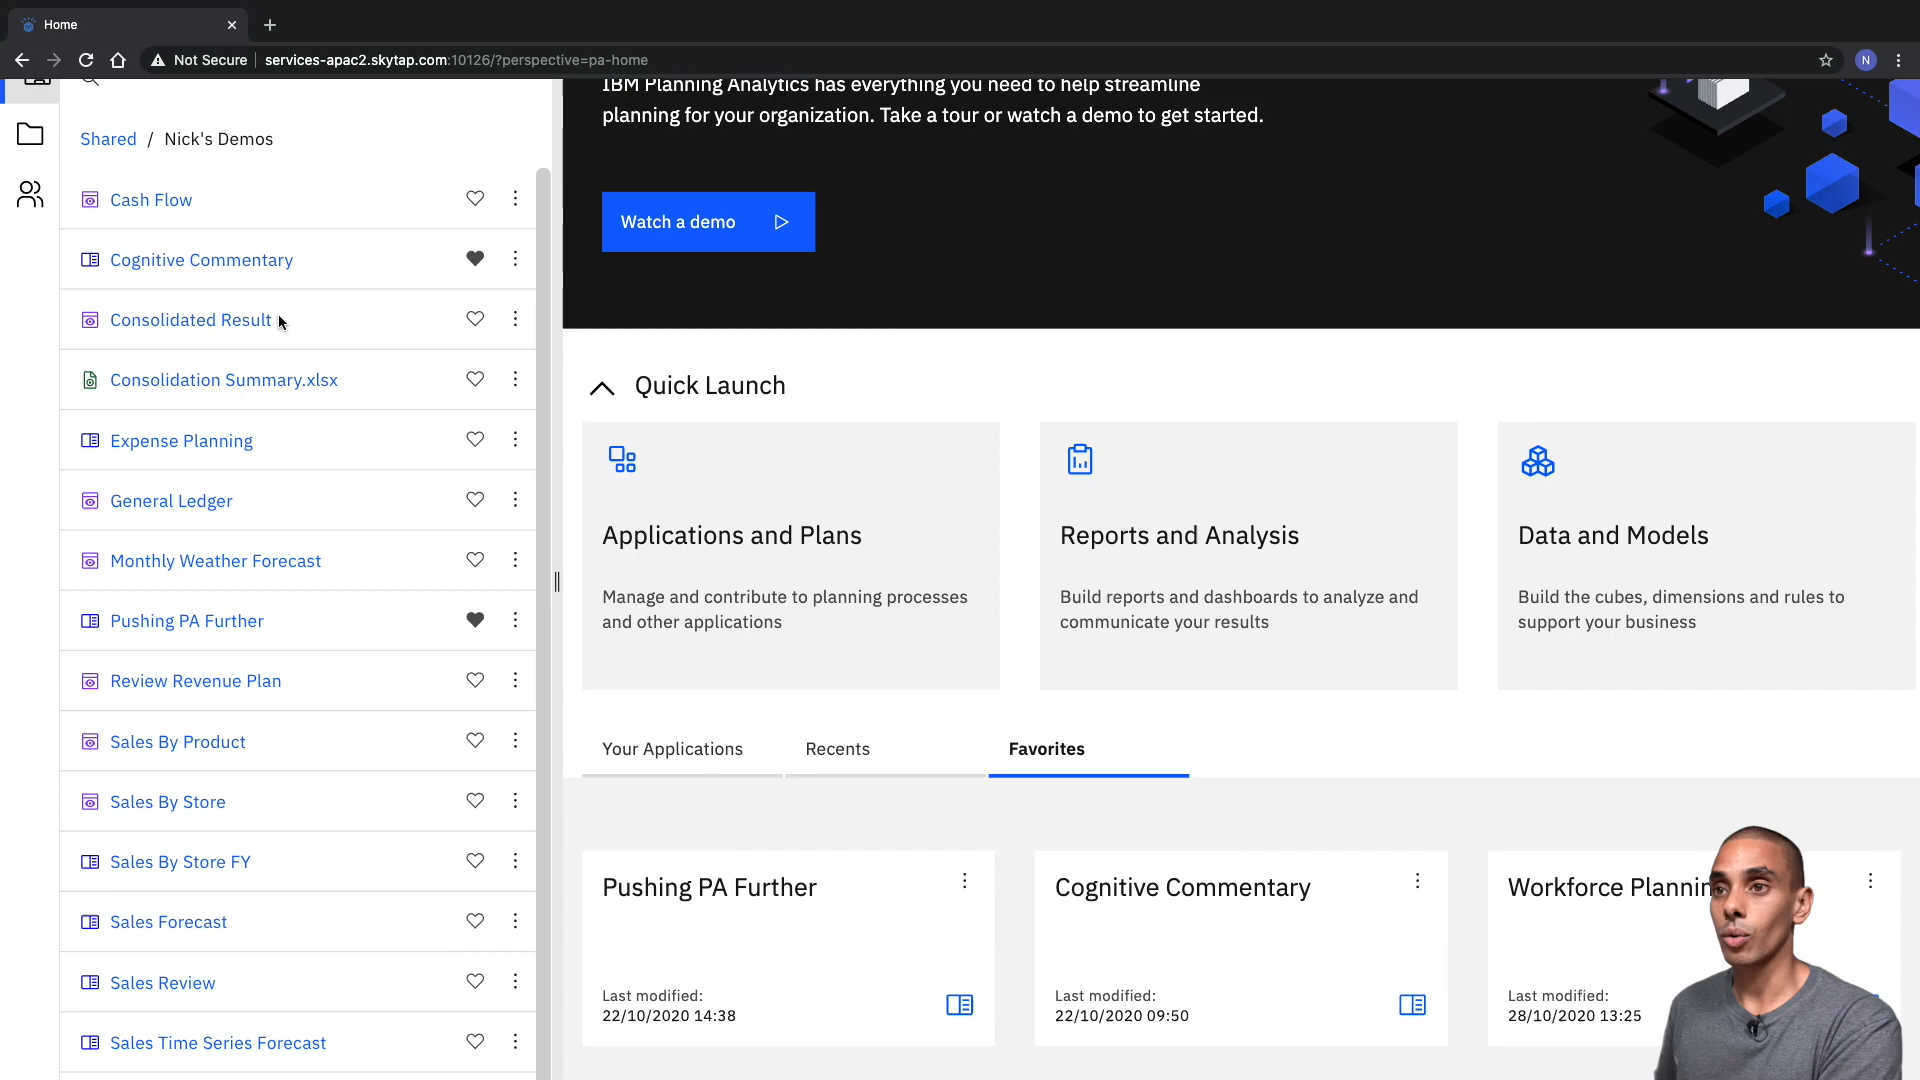 Home
Not Secure services-apac2.skytap.com:10126/?perspective=pa-home
N
Shared / Nick's Demos
Cash Flow
Cognitive Commentary
Consolidated Result
Consolidation Summary.xlsx
Expense Planning
General Ledger
Monthly Weather Forecast
Pushing PA Further
Review Revenue Plan
Sales By Product
Sales By Store
Sales By Store FY
Sales Forecast
Sales Review
Sales Time Series Forecast
IBM Planning Analytics has everything you need to help streamline
planning for your organization. Take a tour or watch a demo to get started.
Watch a demo
Quick Launch
Applications and Plans
Manage and contribute to planning processes
and other applications
Reports and Analysis
Build reports and dashboards to analyze and
communicate your results
Data and Models
Build the cubes, dimensions and rules to
support your business
Your Applications
Recents
Favorites
Pushing PA Further
Last modified:
22/10/2020 14:38
Cognitive Commentary
Last modified:
22/10/2020 09:50
Workforce Plannin
Last modified:
28/10/2020 13:25